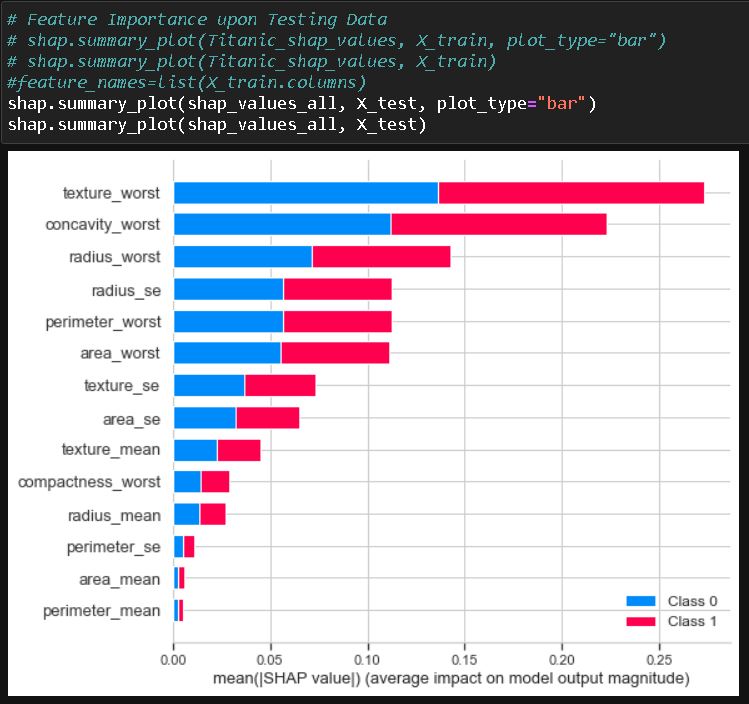 # Feature Importance upon Testing Data
# shap.summary_plot(Titanic_shap_values, X_train, plot_type="bar")
# shap.summary_plot(Titanic_shap_values, X_train)
#feature_names=list(X_train.columns)
shap.summary_plot(shap_values_all, X_test, plot_type="bar")
shap.summary_plot(shap_values_all, X_test)
texture_worst
concavity_worst
radius_worst
radius_se
perimeter_worst
area_worst
texture_se
area_se
texture_mean
compactness_worst
radius_mean
perimeter_se
area_mean
perimeter_mean
Class 0
Class 1
0.00 0.05 0.10 0.15 0.20 0.25
mean(|SHAP value|) (average impact on model output magnitude)